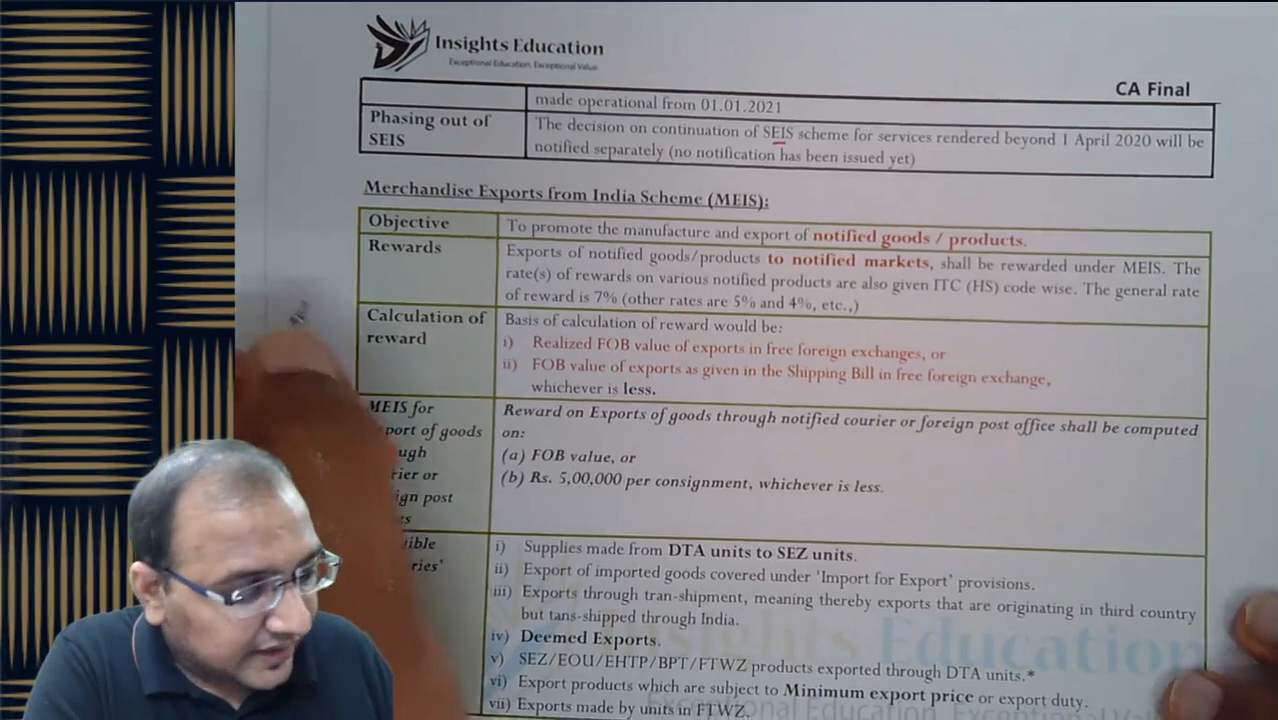 Insights Education
Exceptional Education. Exceptional Value
CA Final
made operational from 01.01.2021
Phasing out of SEIS
The decision on continuation of SEIS scheme for services rendered beyond 1 April 2020 will be
notified separately (no notification has been issued yet)
Merchandise Exports from India Scheme (MEIS):
Objective
To promote the manufacture and export of notified goods / products.
Rewards
Exports of notified goods/products to notified markets, shall be rewarded under MEIS. The
rate(s) of rewards on various notified products are also given ITC (HS) code wise. The general rate
of reward is 7% (other rates are 5% and 4%, etc.,)
Calculation of
reward
Basis of calculation of reward would be:
i) Realized FOB value of exports in free foreign exchanges, or
ii) FOB value of exports as given in the Shipping Bill in free foreign exchange,
whichever is less.
MEIS for
port of goods
ugh
rier or
ign post
es
Reward on Exports of goods through notified courier or foreign post office shall be computed
on:
(a) FOB value, or
(b) Rs. 5,00,000 per consignment, whichever is less.
ible
ries'
i) Supplies made from DTA units to SEZ units.
ii) Export of imported goods covered under 'Import for Export' provisions.
iii) Exports through tran-shipment, meaning thereby exports that are originating in third country
but tans-shipped through India.
iv) Deemed Exports.
v) SEZ/EOU/EHTP/BPT/FTWZ products exported through DTA units.*
vi) Export products which are subject to Minimum export price or export duty.
vii) Exports made by units in FTWZ.